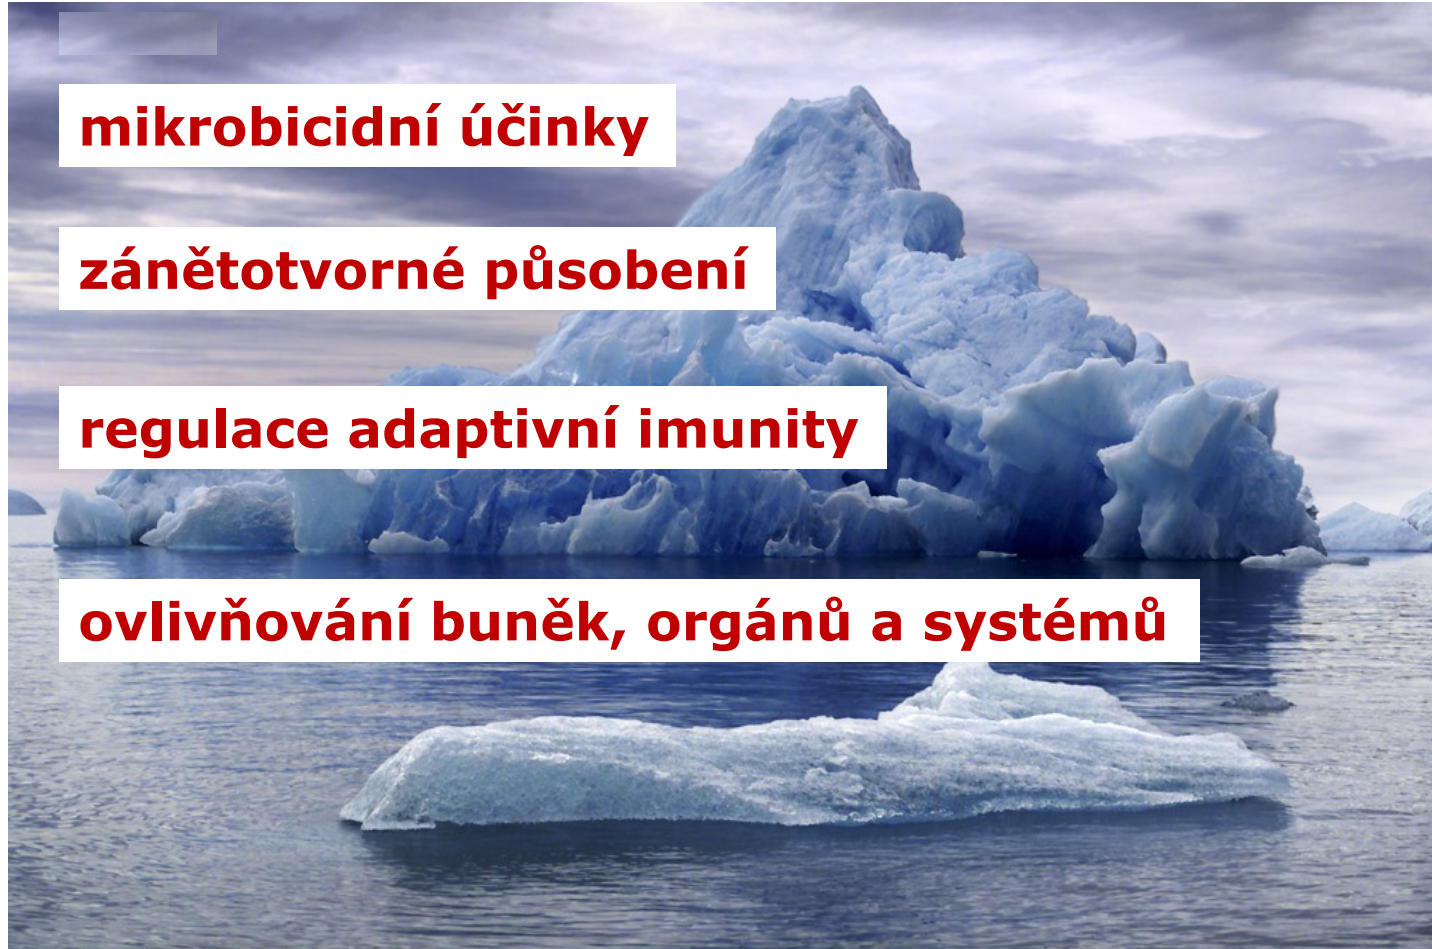 mikrobicidní účinky
zánětotvorné působení
regulace adaptivní imunity
ovlivňování buněk, orgánů a systémů